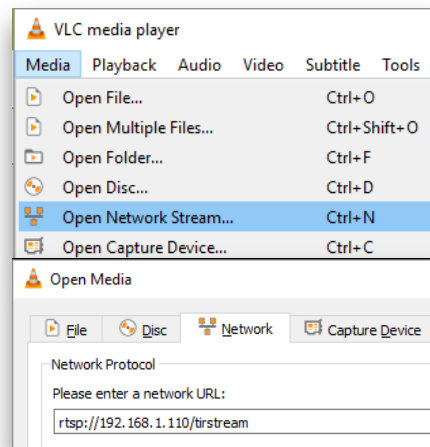 VLC media player
Media Playback Audio Video Subtitle Tools
Open File... Ctrl+O
Open Multiple Files... Ctrl+Shift+O
Open Folder... Ctrl+F
Open Disc... Ctrl+D
Open Network Stream... Ctrl+N
Open Capture Device... Ctrl+C
Open Media
File Disc Network Capture Device
Network Protocol
Please enter a network URL:
rtsp://192.168.1.110/tirstream